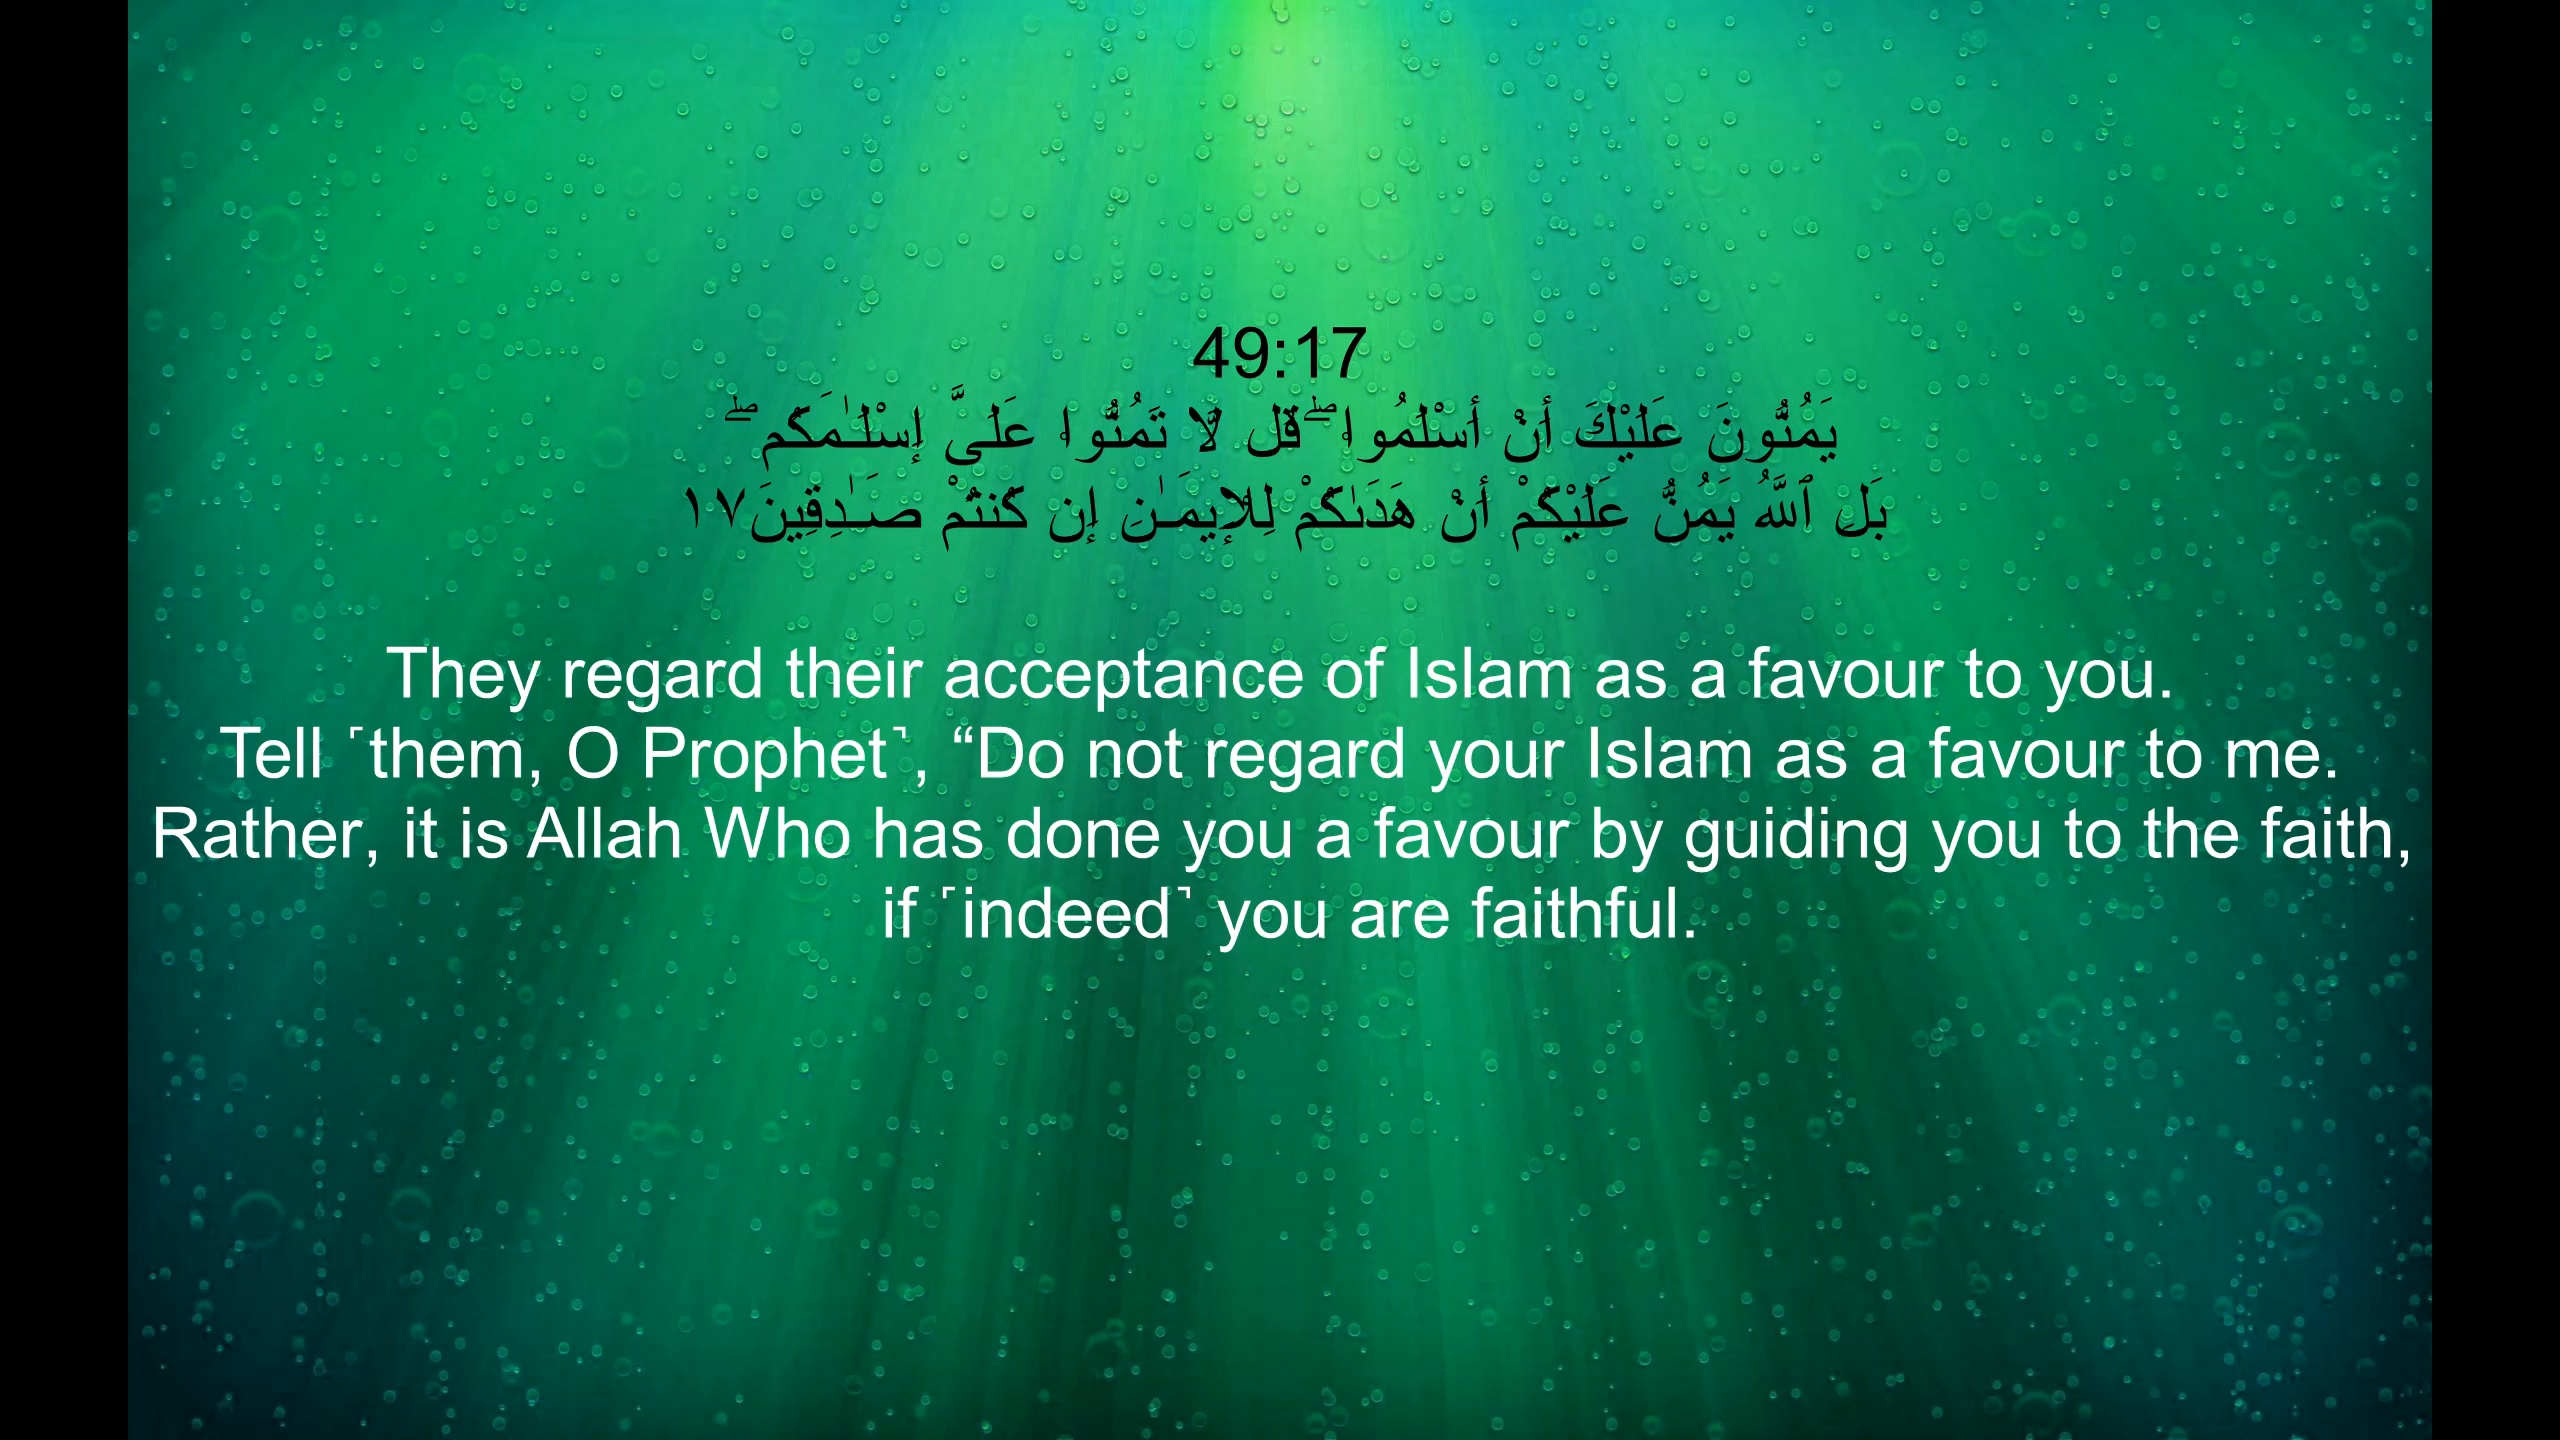 49:17
يَمُنُّونَ عَلَيْكَ أَنْ أَسْلَمُوا۟ ۖ قُل لَّا تَمُنُّوا۟ عَلَىَّ إِسْلَـٰمَكُم ۖ
بَلِ ٱللَّهُ يَمُنُّ عَلَيْكُمْ أَنْ هَدَىٰكُمْ لِلْإِيمَـٰنِ إِن كُنتُمْ صَـٰدِقِينَ ١٧
They regard their acceptance of Islam as a favour to you.
Tell ˹them, O Prophet˺, “Do not regard your Islam as a favour to me.
Rather, it is Allah Who has done you a favour by guiding you to the faith,
if ˹indeed˺ you are faithful.